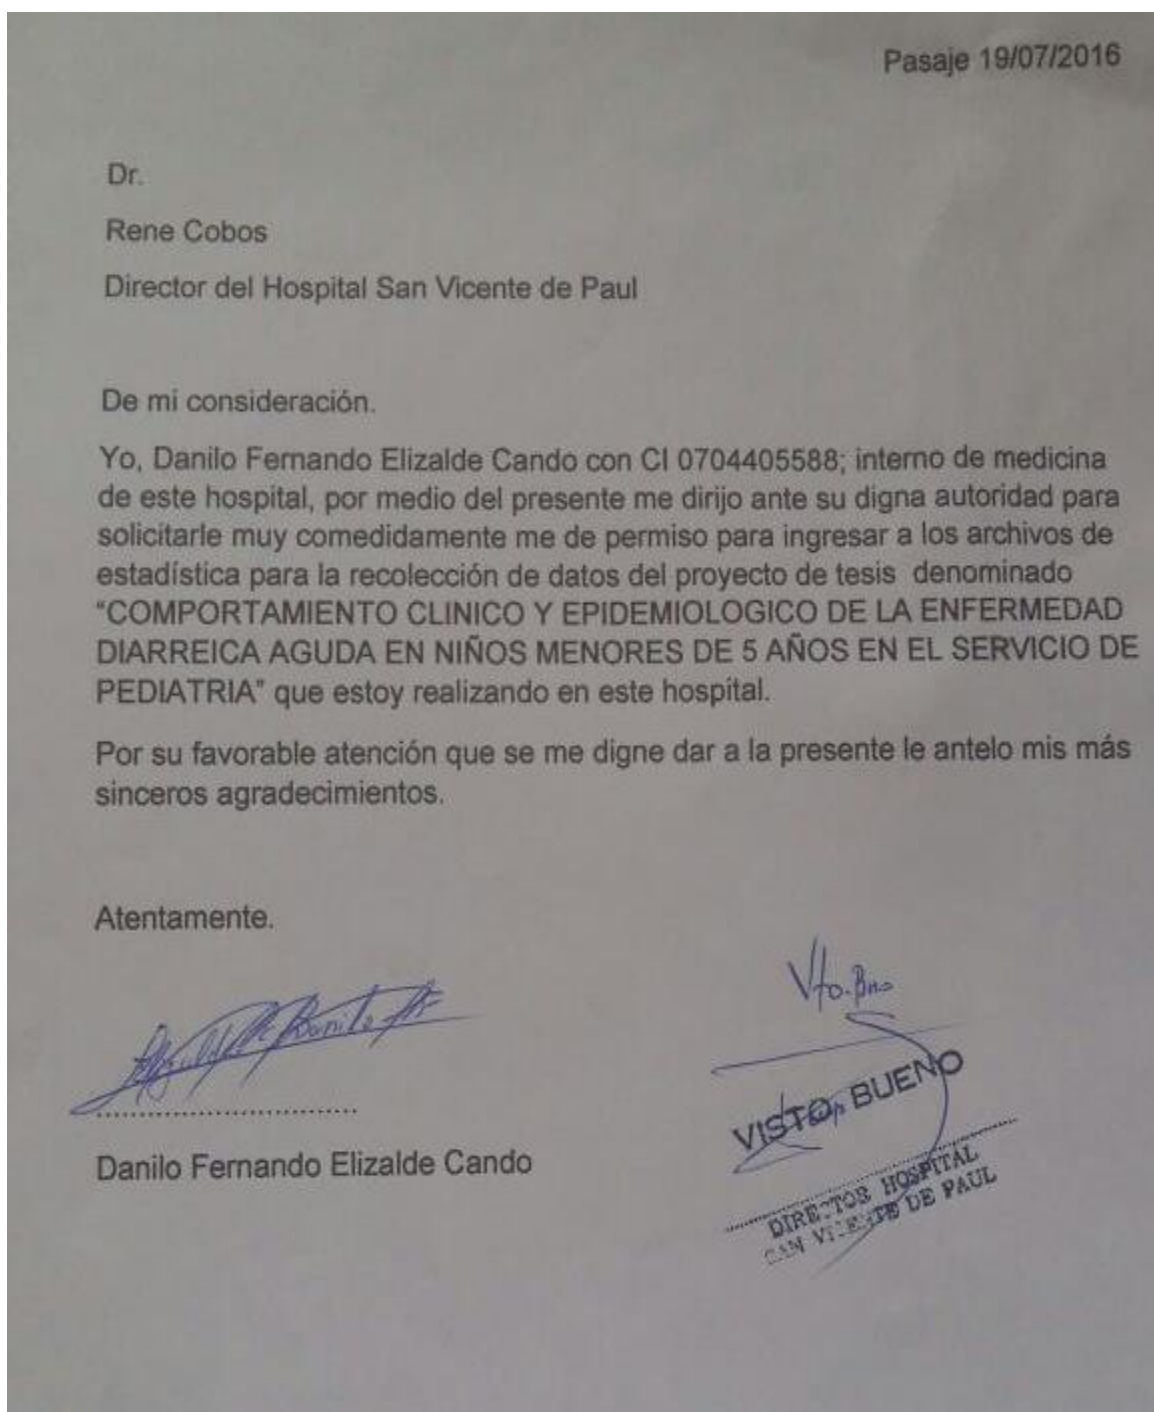 Pasaje 19/07/2016
Dr.
Rene Cobos
Director del Hospital San Vicente de Paul
De mi consideración.
Yo, Danilo Fernando Elizalde Cando con CI 0704405588; interno de medicina
de este hospital, por medio del presente me dirijo ante su digna autoridad para
solicitarle muy comedidamente me de permiso para ingresar a los archivos de
estadística para la recolección de datos del proyecto de tesis denominado
“COMPORTAMIENTO CLINICO Y EPIDEMIOLOGICO DE LA ENFERMEDAD
DIARREICA AGUDA EN NIÑOS MENORES DE 5 AÑOS EN EL SERVICIO DE
PEDIATRIA” que estoy realizando en este hospital.
Por su favorable atención que se me digne dar a la presente le antelo mis más
sinceros agradecimientos.
Atentamente.
Danilo
Danilo Fernando Elizalde Cando
Vto. Bno
VISTO BUENO
DIRECTOR HOSPITAL
SAN VICENTE DE PAUL